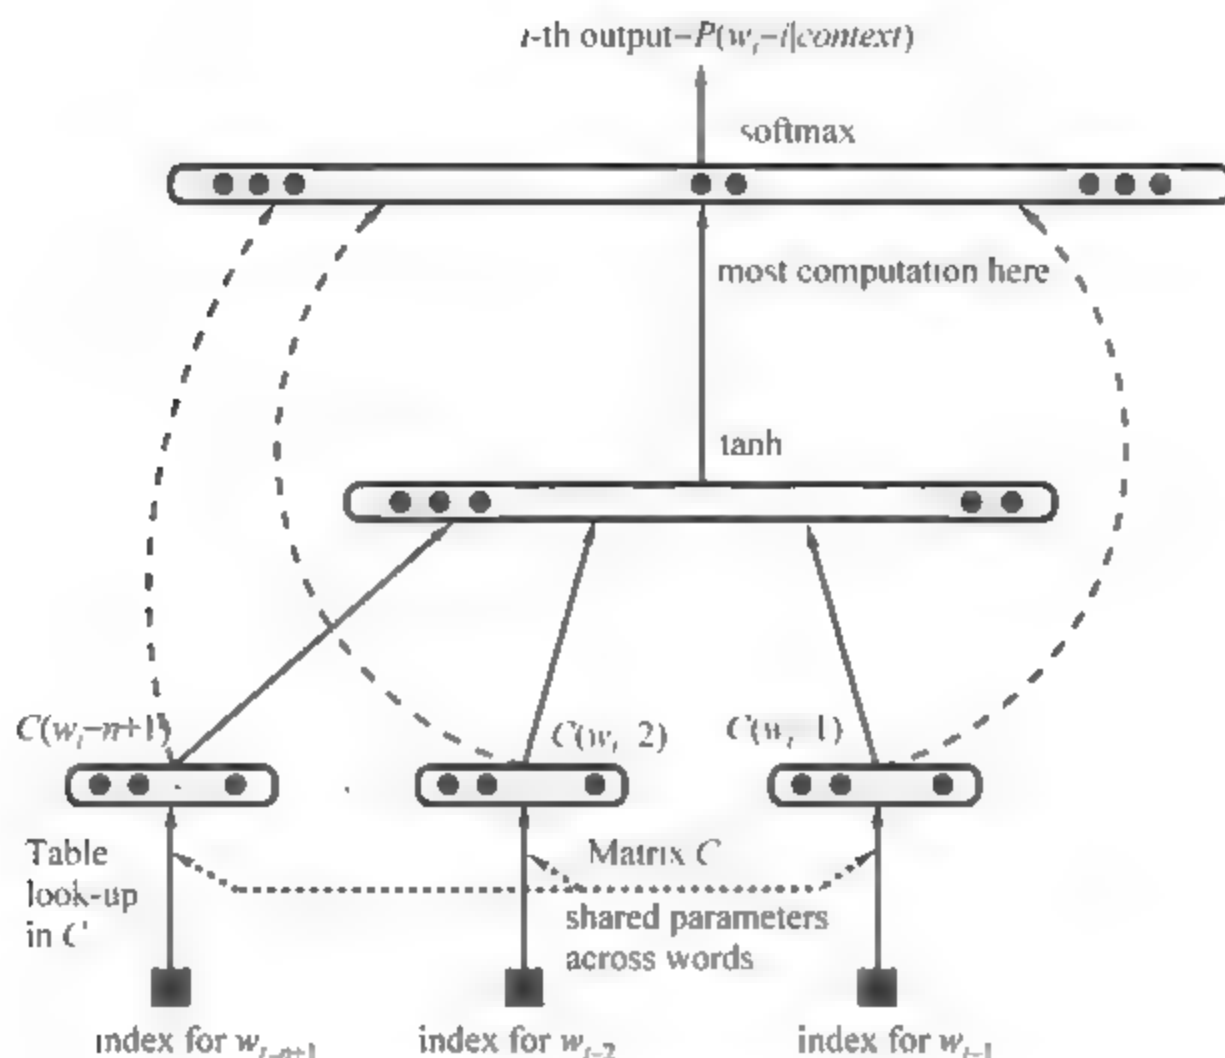 i-th output-P(w_t-i|context)
softmax
most computation here
tanh
C(w_t-n+1)
C(w_t-2)
C(w_t-1)
Table
look-up
in C
Matrix C
shared parameters
across words
index for w_t-n+1
index for w_t-2
index for w_t-1